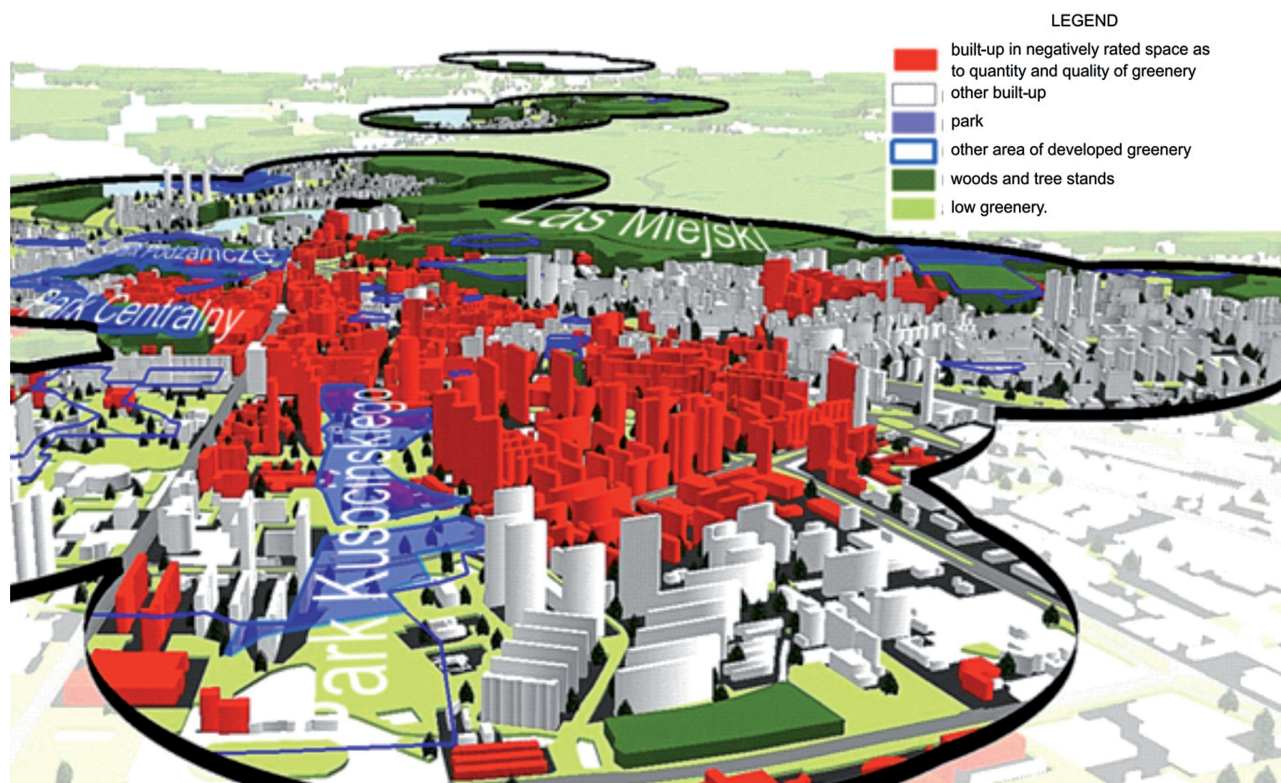 LEGEND
built-up in negatively rated space as
to quantity and quality of greenery
other built-up
park
other area of developed greenery
woods and tree stands
low greenery.
Las Miejski
Podzamcze
Park Centralny
Park Kusocińskiego